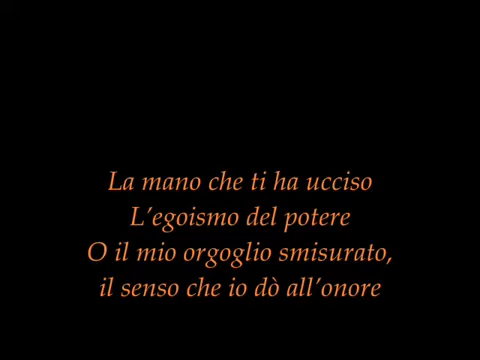 La mano che ti ha ucciso
L’egoismo del potere
O il mio orgoglio smisurato,
il senso che io dò all’onore